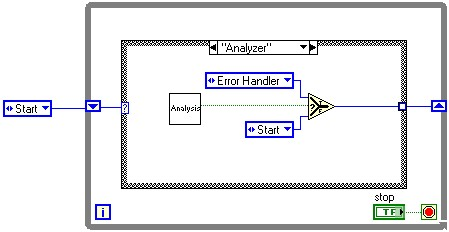 "Analyzer"
Error Handler
Start
?
Analysis
?
Start
stop
i
TF